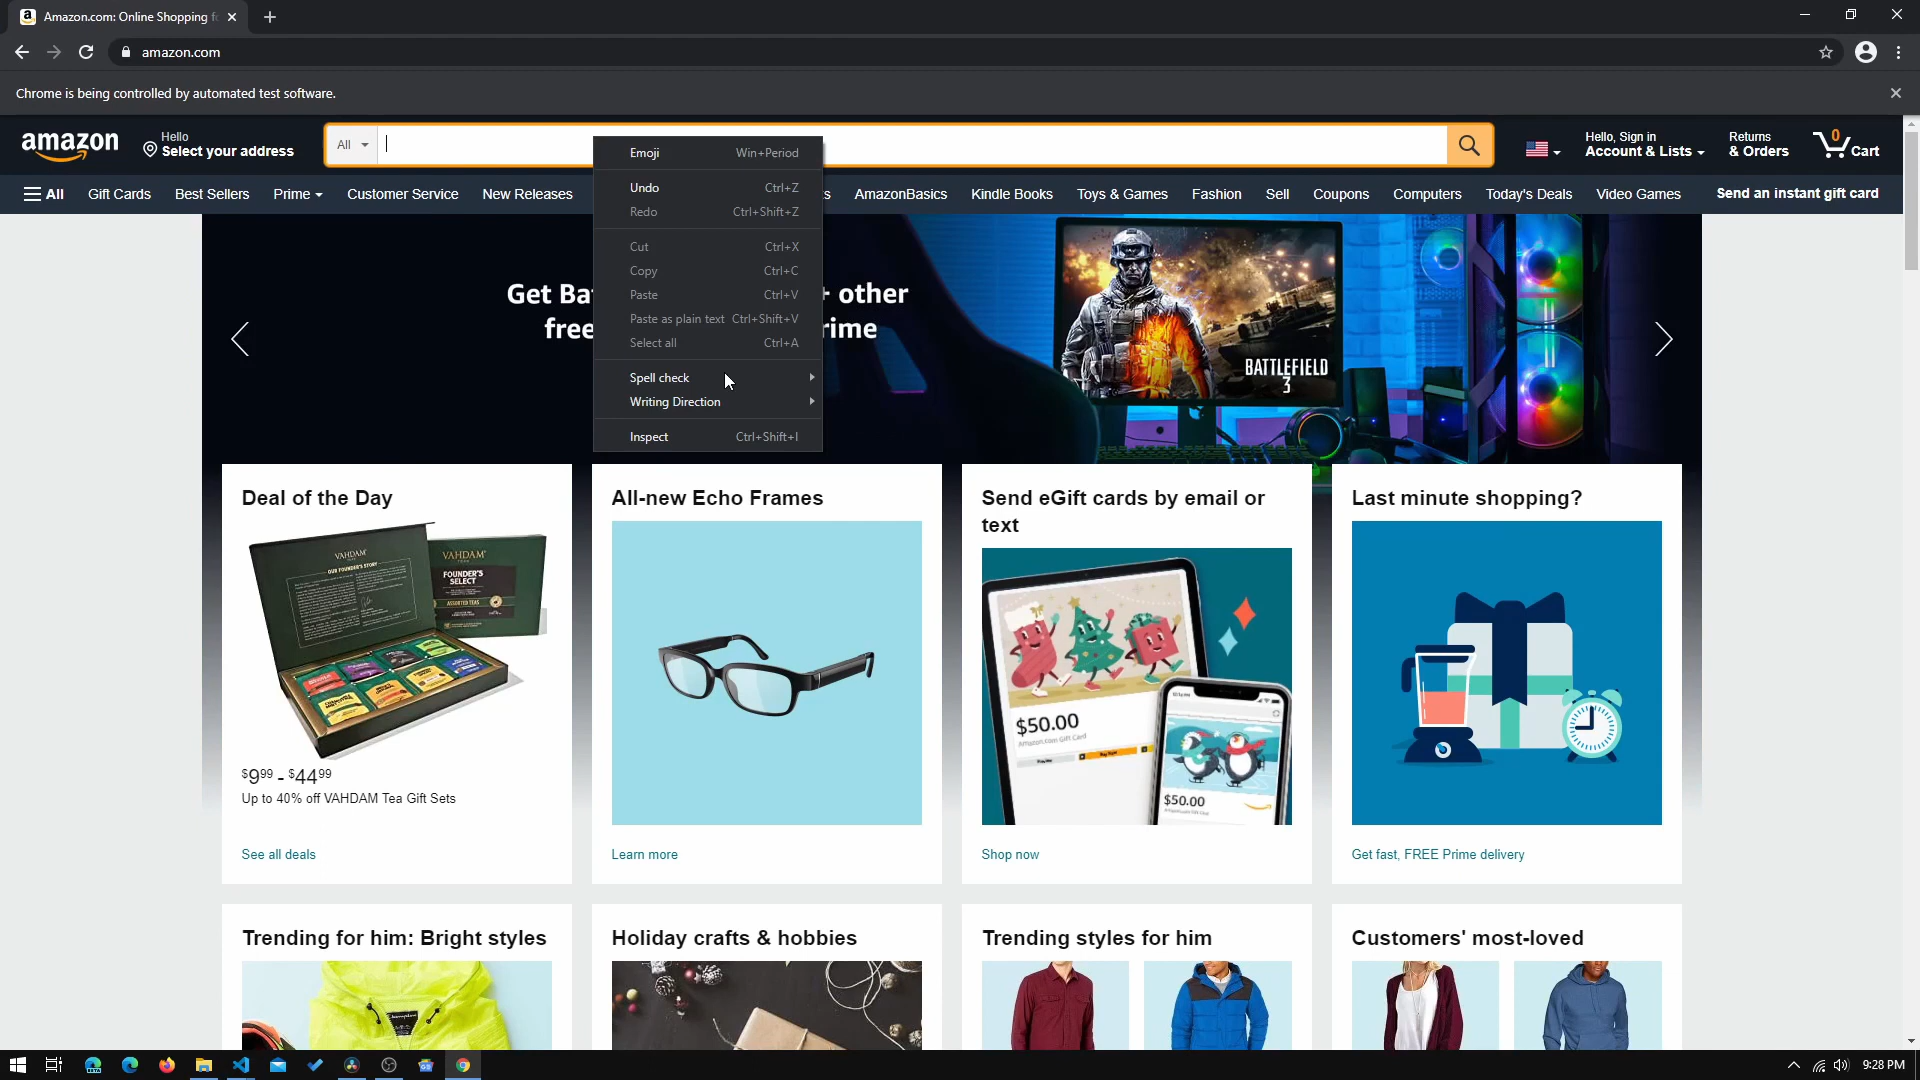 Amazon.com: Online Shopping f
amazon.com
Chrome is being controlled by automated test software.
amazon
Hello
Select your address
All
Hello, Sign in
Account & Lists
Returns
& Orders
0
Cart
All
Gift Cards
Best Sellers
Prime
Customer Service
New Releases
AmazonBasics
Kindle Books
Toys & Games
Fashion
Sell
Coupons
Computers
Today's Deals
Video Games
Send an instant gift card
Emoji Win+Period
Undo Ctrl+Z
Redo Ctrl+Shift+Z
Cut Ctrl+X
Copy Ctrl+C
Paste Ctrl+V
Paste as plain text Ctrl+Shift+V
Select all Ctrl+A
Spell check
Writing Direction
Inspect Ctrl+Shift+I
Get Ba + other
free rime
BATTLEFIELD
3
Deal of the Day
VAHDAM
OUR FOUNDER'S STORY
VAHDAM
FOUNDER'S
SELECT
ASSORTED TEAS
$9.99 - $44.99
Up to 40% off VAHDAM Tea Gift Sets
See all deals
All-new Echo Frames
Learn more
Send eGift cards by email or
text
$50.00
Amazon.com Gift Card
$50.00
Shop now
Last minute shopping?
Get fast, FREE Prime delivery
Trending for him: Bright styles
Champion
Holiday crafts & hobbies
Trending styles for him
Customers' most-loved
9:28 PM